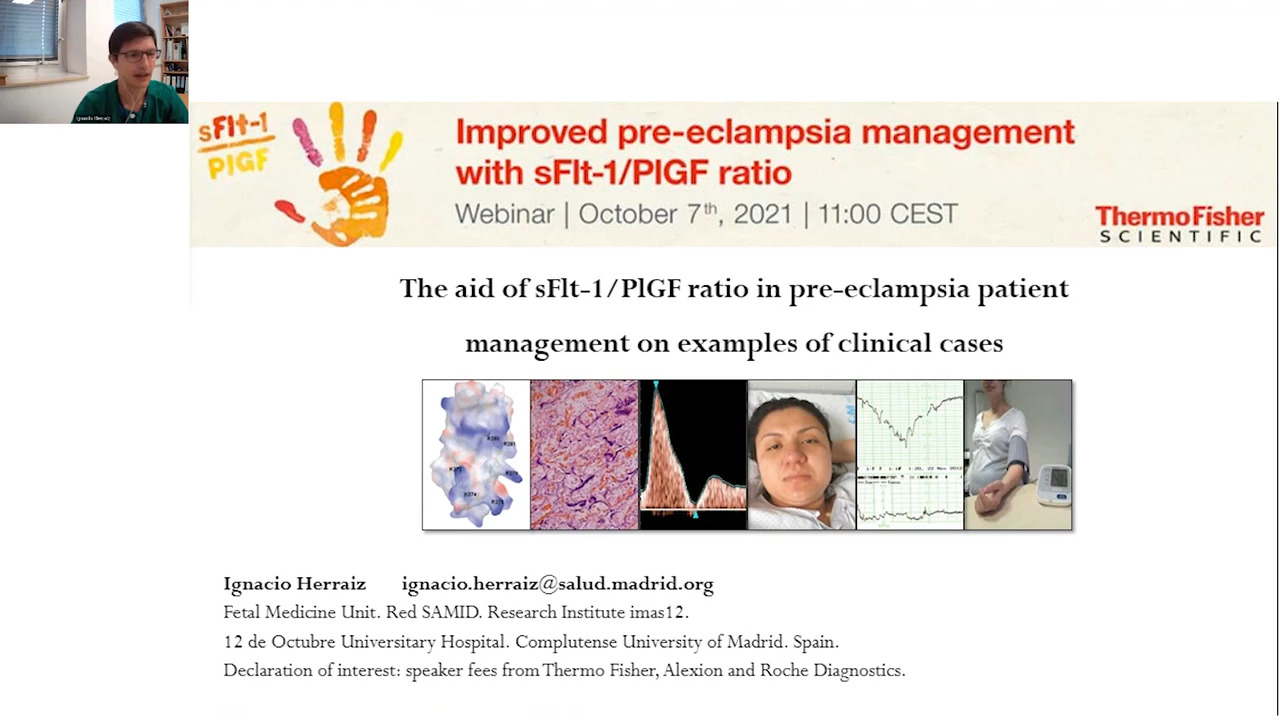 Ignacio Herraiz
sFlt-1
PlGF
Improved pre-eclampsia management
with sFlt-1/PlGF ratio
Webinar | October 7th, 2021 | 11:00 CEST
ThermoFisher
SCIENTIFIC
The aid of sFlt-1/PlGF ratio in pre-eclampsia patient
management on examples of clinical cases
Ignacio Herraiz ignacio.herraiz@salud.madrid.org
Fetal Medicine Unit. Red SAMID. Research Institute imas12.
12 de Octubre Universitary Hospital. Complutense University of Madrid. Spain.
Declaration of interest: speaker fees from Thermo Fisher, Alexion and Roche Diagnostics.